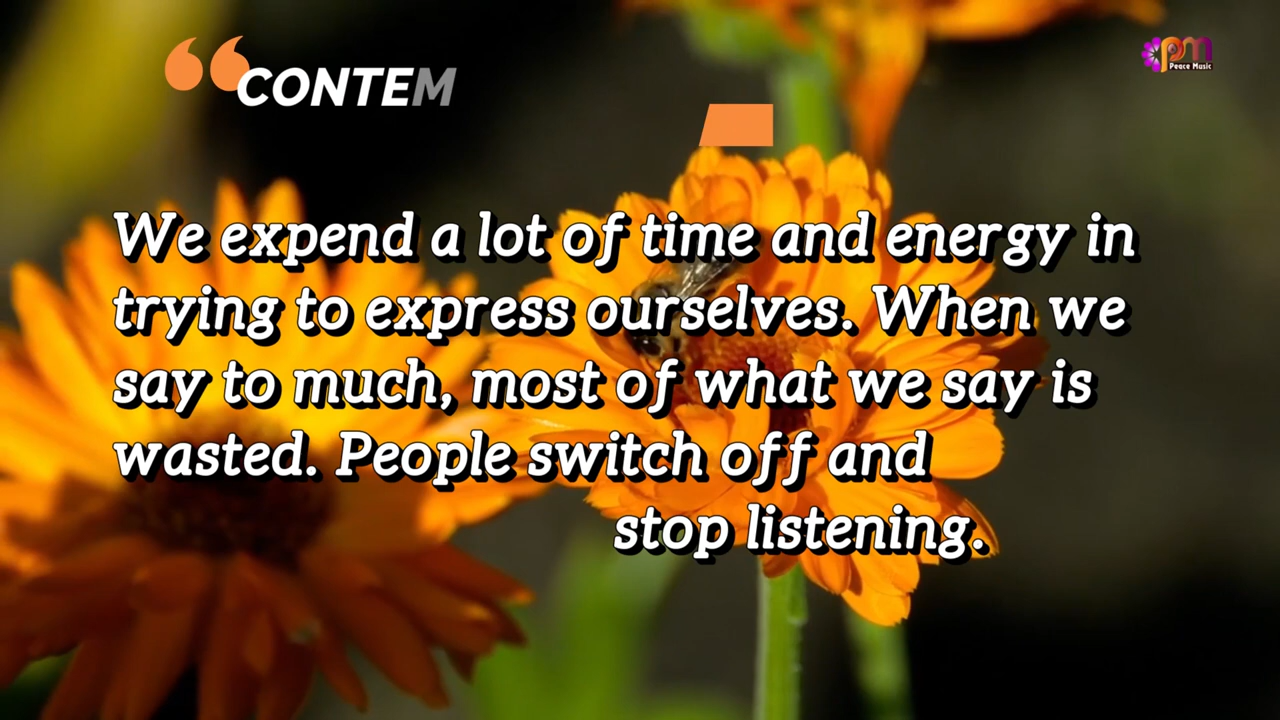 CONTEM
PM
Peace Music
We expend a lot of time and energy in
trying to express ourselves. When we
say to much, most of what we say is
wasted. People switch off and
stop listening.